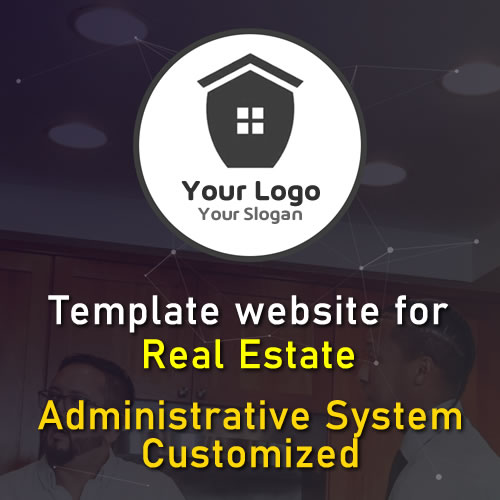 Your Logo
Your Slogan
Template website for
Real Estate
Administrative System
Customized